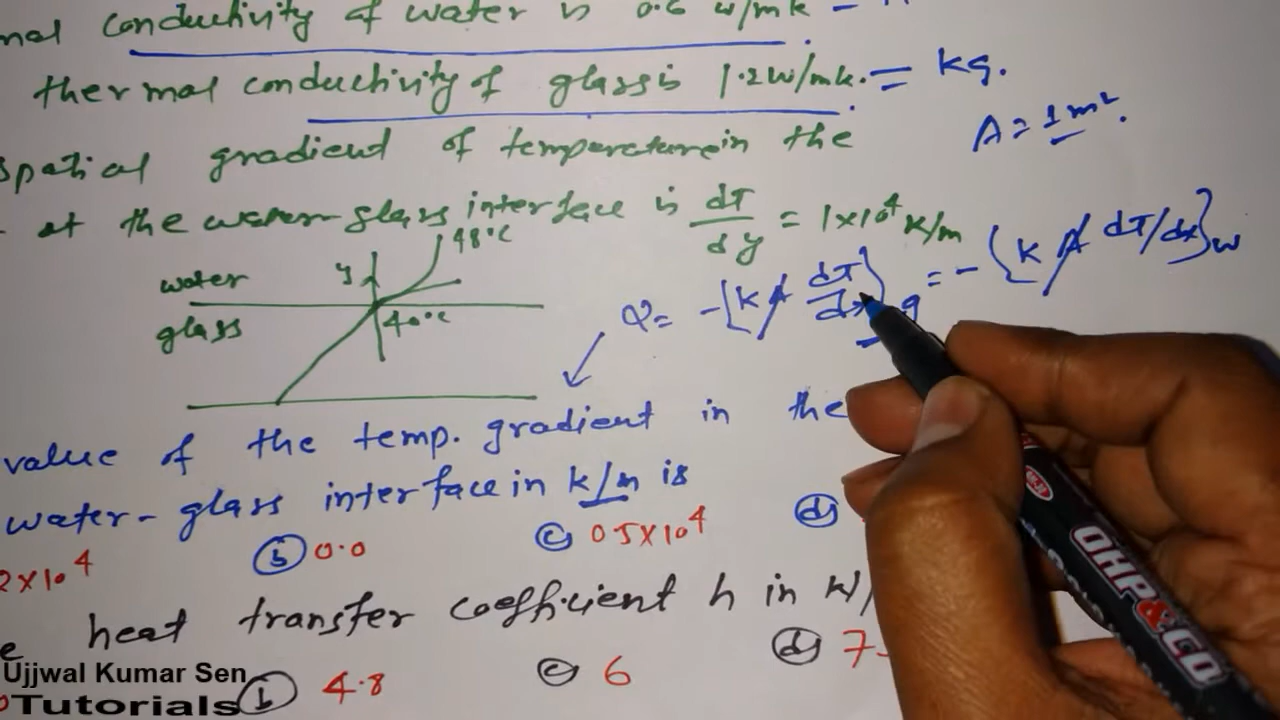 conductivity of water is 0.6 w/mk -
thermal conductivity of glass is 1.2 w/mk. = kg.
A = 1 m².
spatial gradient of temperature in the
at the water-glass interface is dT/dy = 1×10⁴ K/m
48°C
water y
glass 40°C
Q = -[k A dT/dx]g = -[k A dT/dx]w
value of the temp. gradient in the
water-glass interface in k/m is
2×10⁴ (b) 0.0 (c) 0.5×10⁴ (d)
heat transfer coefficient h in
(b) 4.8 (c) 6 (d) 7
Ujjwal Kumar Sen
Tutorials
OHP&CD